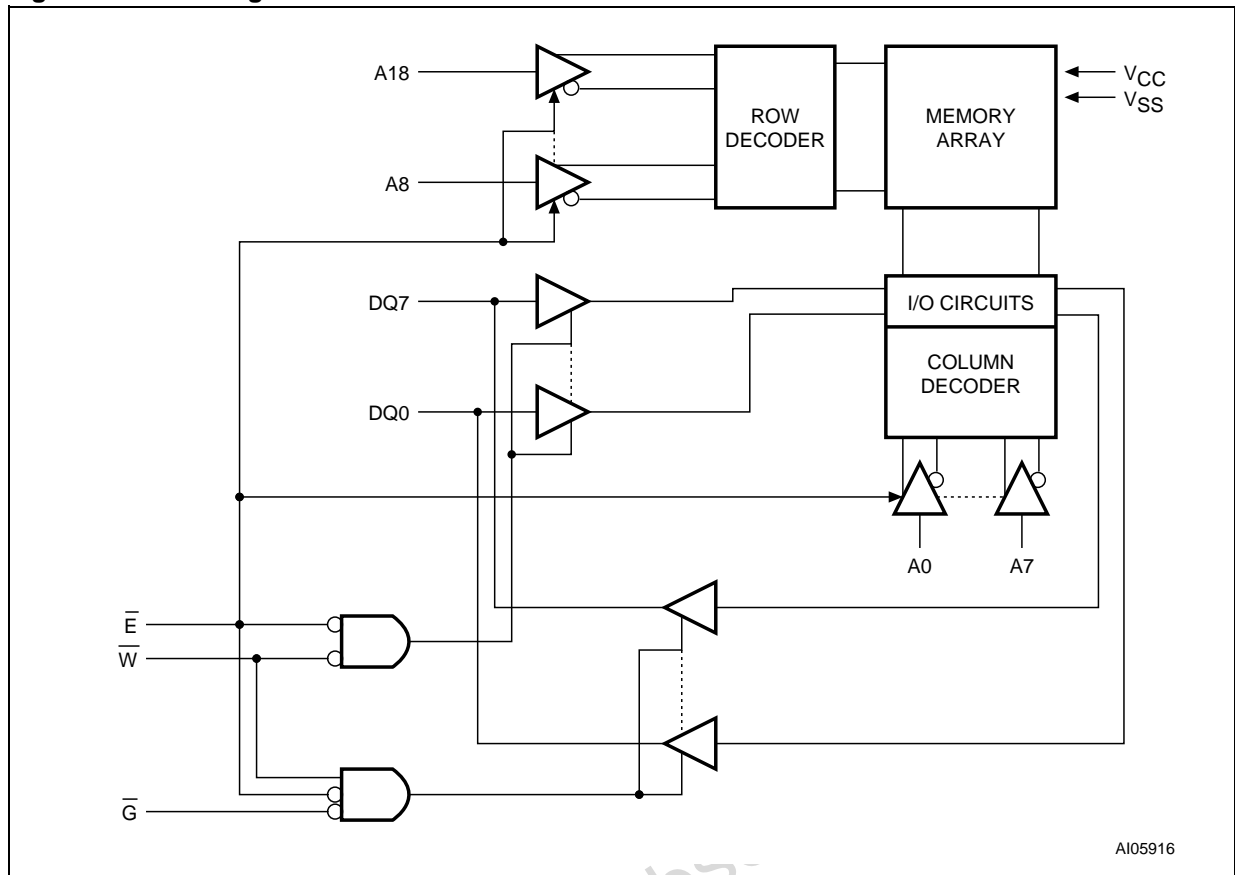 A18
VCC
VSS
ROW
DECODER
MEMORY
ARRAY
A8
DQ7
I/O CIRCUITS
COLUMN
DECODER
DQ0
A0
A7
E̅
W̅
G̅
AI05916